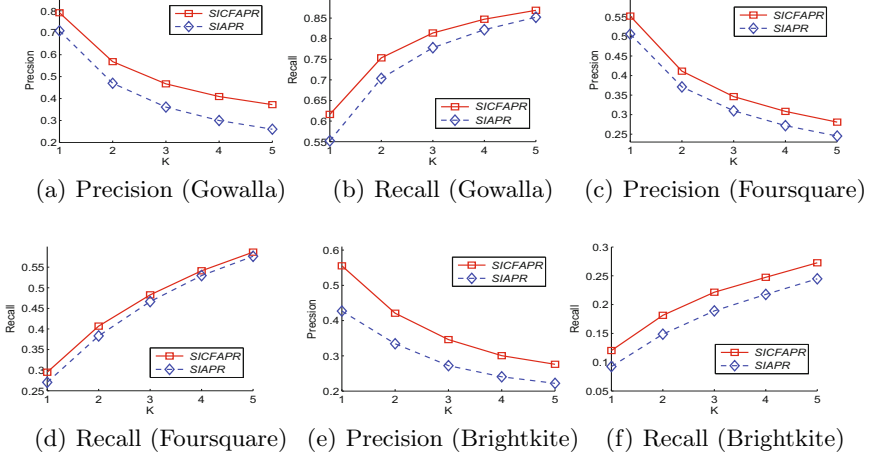 0.8
0.7
0.6
0.5
0.4
0.3
0.2
Precsion
1 2 3 4 5
K
SICFAPR
SIAPR
(a) Precision (Gowalla)
0.85
0.8
0.75
0.7
0.65
0.6
0.55
Recall
1 2 3 4 5
K
SICFAPR
SIAPR
(b) Recall (Gowalla)
0.55
0.5
0.45
0.4
0.35
0.3
0.25
Precision
1 2 3 4 5
K
SICFAPR
SIAPR
(c) Precision (Foursquare)
0.55
0.5
0.45
0.4
0.35
0.3
0.25
Recall
1 2 3 4 5
K
SICFAPR
SIAPR
(d) Recall (Foursquare)
0.6
0.5
0.4
0.3
0.2
Precsion
1 2 3 4 5
K
SICFAPR
SIAPR
(e) Precision (Brightkite)
0.3
0.25
0.2
0.15
0.1
0.05
Recall
1 2 3 4 5
K
SICFAPR
SIAPR
(f) Recall (Brightkite)